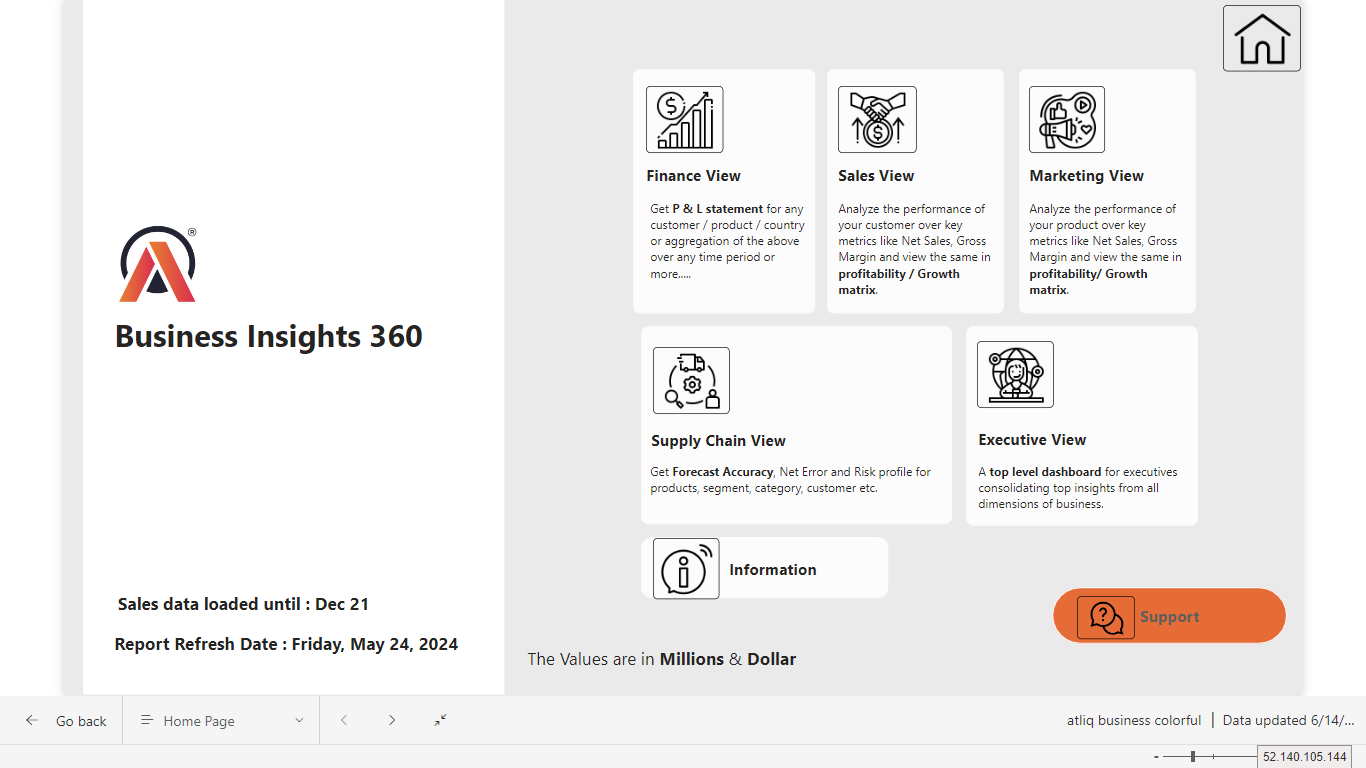 Finance View
Get P & L statement for any
customer / product / country
or aggregation of the above
over any time period or
more.....
Sales View
Analyze the performance of
your customer over key
metrics like Net Sales, Gross
Margin and view the same in
profitability / Growth
matrix.
Marketing View
Analyze the performance of
your product over key
metrics like Net Sales, Gross
Margin and view the same in
profitability/ Growth
matrix.
®
Business Insights 360
Supply Chain View
Get Forecast Accuracy, Net Error and Risk profile for
products, segment, category, customer etc.
Executive View
A top level dashboard for executives
consolidating top insights from all
dimensions of business.
Information
Sales data loaded until : Dec 21
Support
Report Refresh Date : Friday, May 24, 2024
The Values are in Millions & Dollar
Go back
Home Page
atliq business colorful | Data updated 6/14/...
52.140.105.144